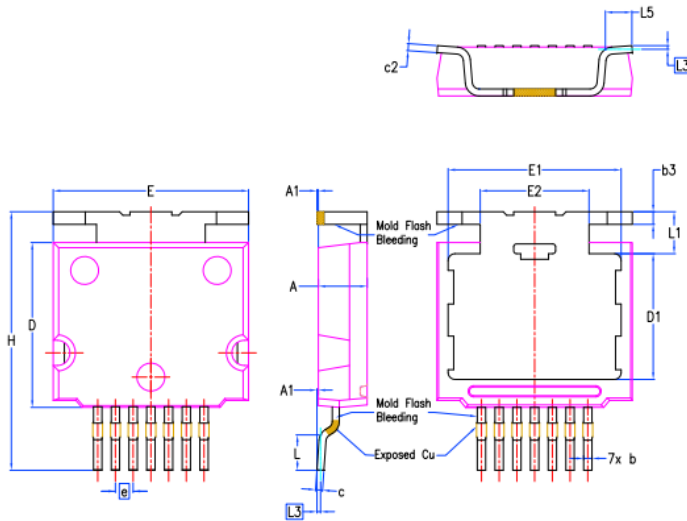 L5
c2
L3
E
A1
E1
E2
b3
Mold Flash
Bleeding
L1
A
D
H
D1
A1
Mold Flash
Bleeding
L
Exposed Cu
7x b
e
c
L3